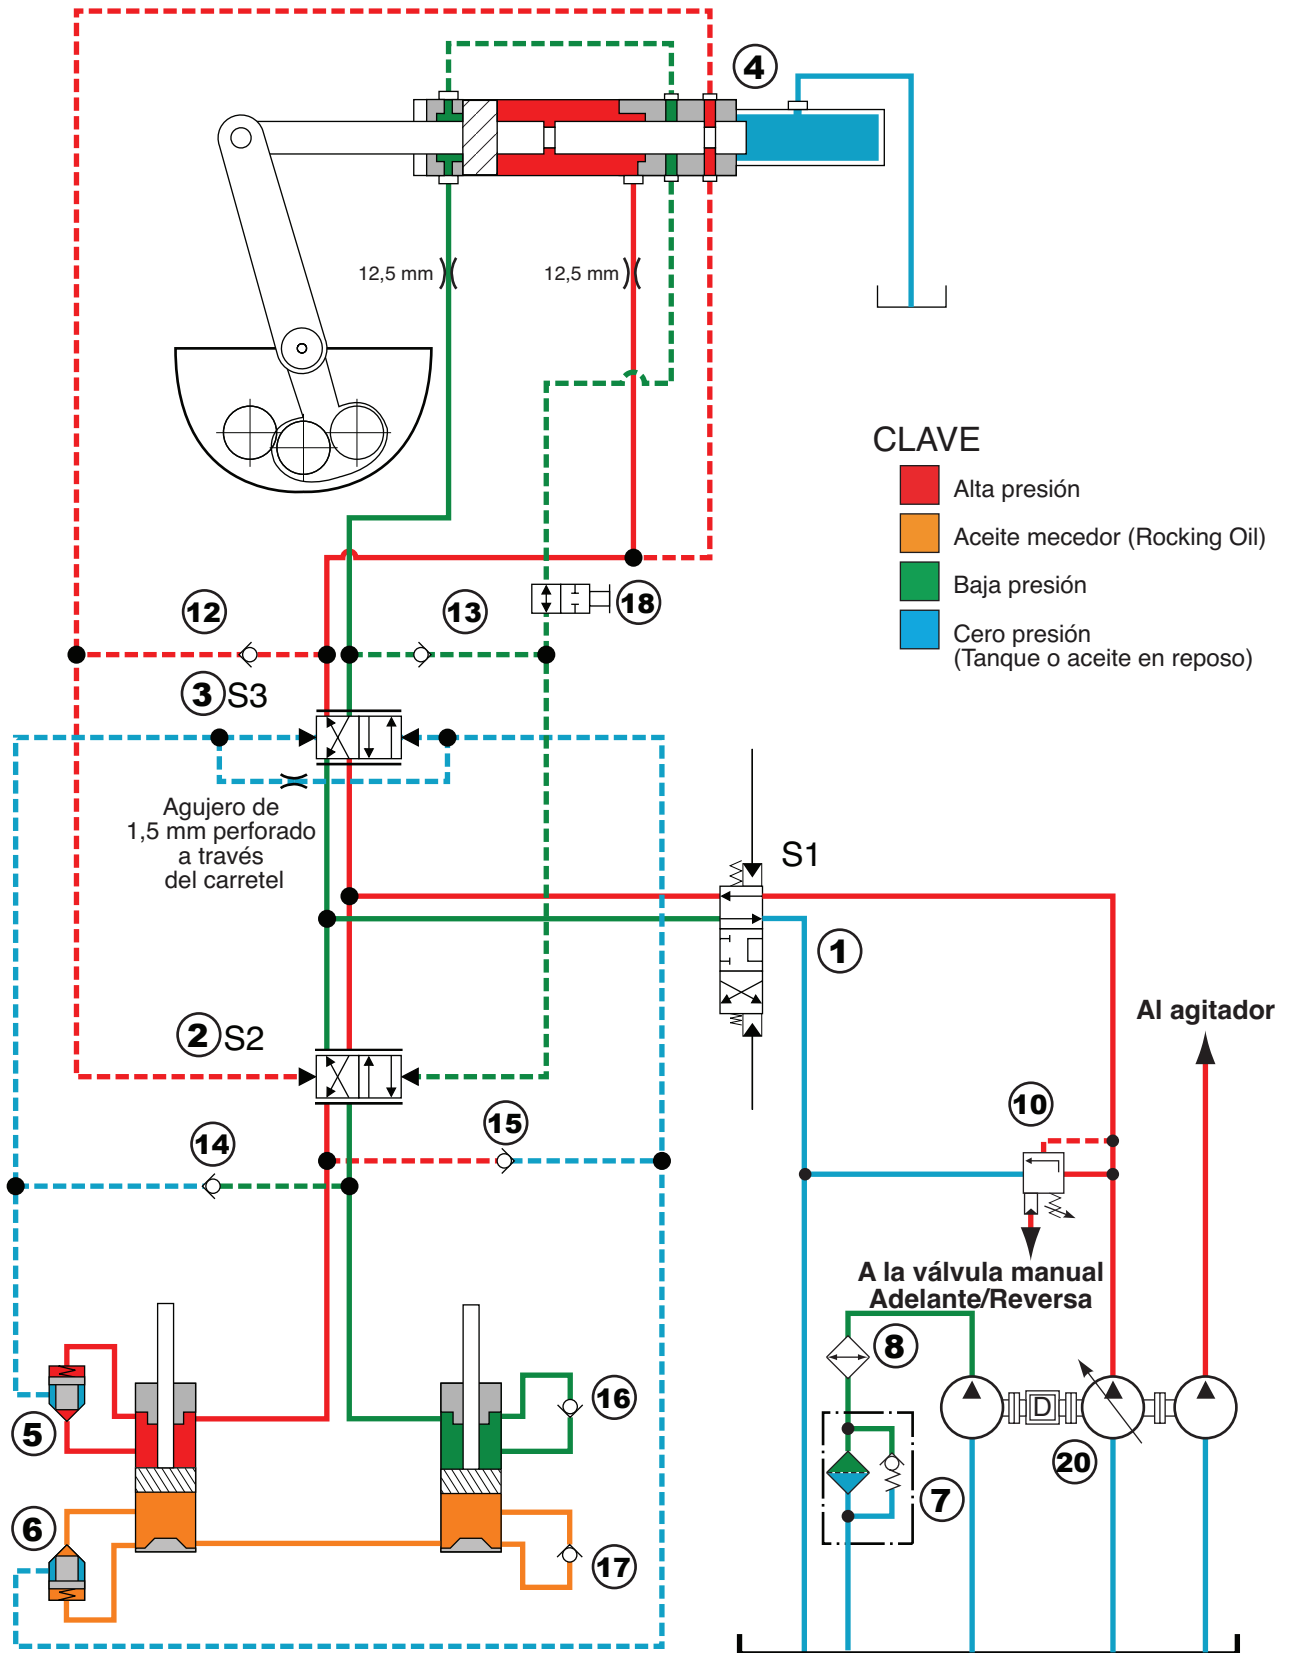 4
12,5 mm
12,5 mm
CLAVE
Alta presión
Aceite mecedor (Rocking Oil)
Baja presión
Cero presión
(Tanque o aceite en reposo)
12
13
18
3 S3
Agujero de
1,5 mm perforado
a través
del carretel
S1
1
2 S2
Al agitador
10
14
15
A la válvula manual
Adelante/Reversa
8
5
16
D
20
7
6
17